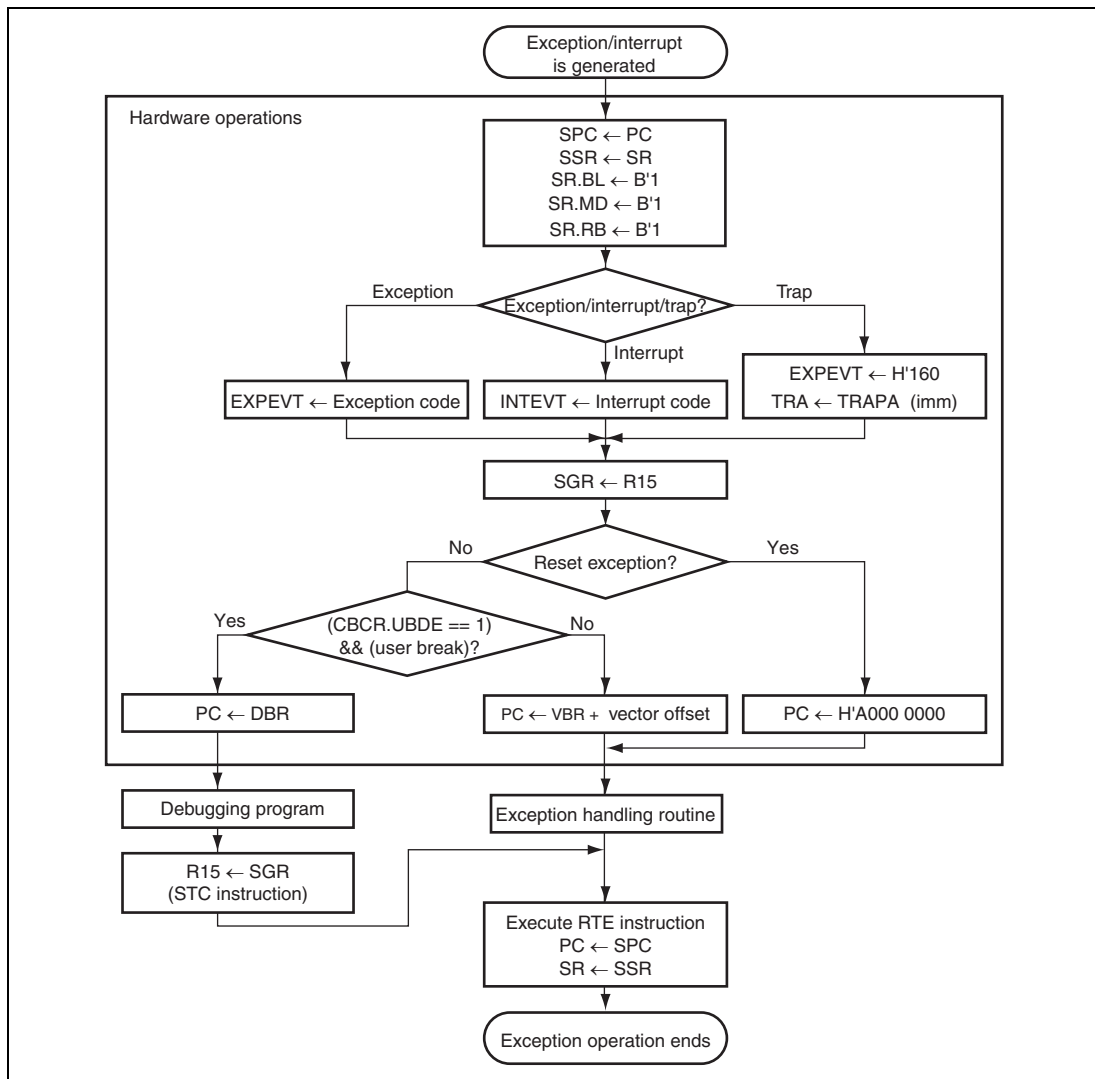 Exception/interrupt
is generated
Hardware operations
SPC ← PC
SSR ← SR
SR.BL ← B'1
SR.MD ← B'1
SR.RB ← B'1
Exception
Exception/interrupt/trap?
Trap
Interrupt
EXPEVT ← Exception code
INTEVT ← Interrupt code
EXPEVT ← H'160
TRA ← TRAPA (imm)
SGR ← R15
No
Reset exception?
Yes
Yes
(CBCR.UBDE == 1)
&& (user break)?
No
PC ← DBR
PC ← VBR + vector offset
PC ← H'A000 0000
Debugging program
Exception handling routine
R15 ← SGR
(STC instruction)
Execute RTE instruction
PC ← SPC
SR ← SSR
Exception operation ends